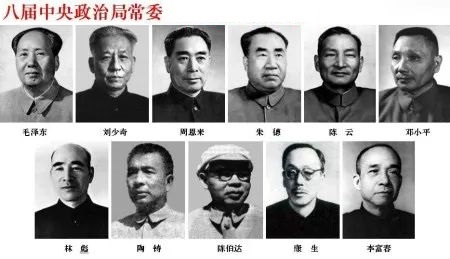 八届中央政治局常委
毛泽东 刘少奇 周恩来 朱德 陈云 邓小平
林彪 陶铸 陈伯达 康生 李富春